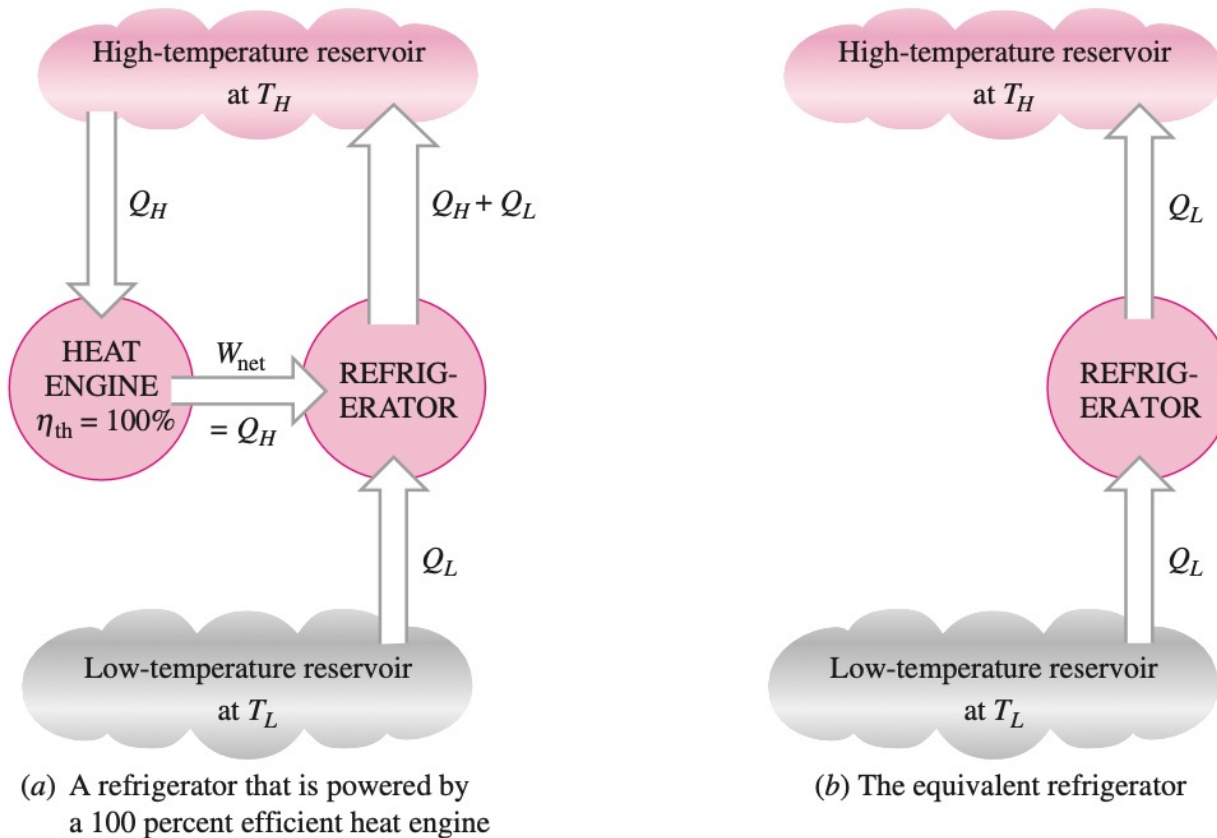 High-temperature reservoir
at T_H
Q_H
Q_H + Q_L
HEAT
ENGINE
η_th = 100%
W_net
= Q_H
REFRIG-
ERATOR
Q_L
Low-temperature reservoir
at T_L
(a) A refrigerator that is powered by
a 100 percent efficient heat engine
High-temperature reservoir
at T_H
Q_L
REFRIG-
ERATOR
Q_L
Low-temperature reservoir
at T_L
(b) The equivalent refrigerator